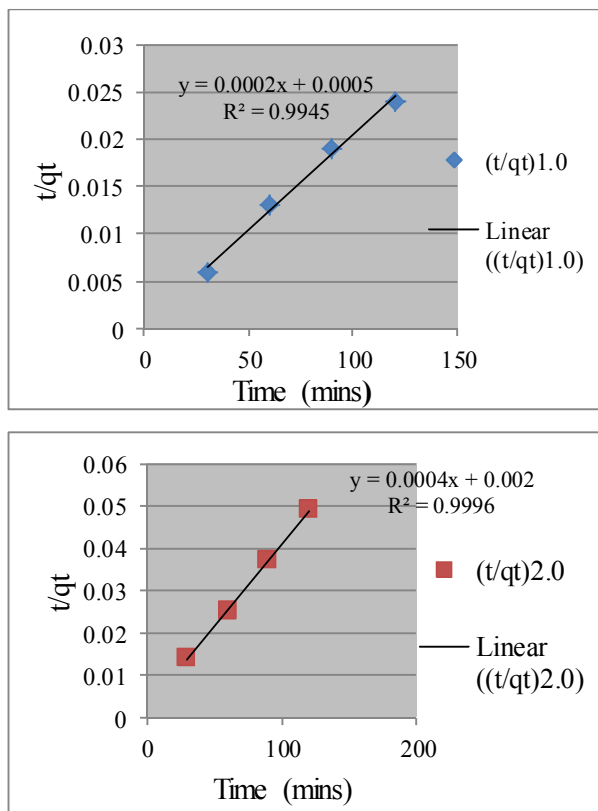 0.03
y = 0.0002x + 0.0005
R² = 0.9945
0.025
0.02
(t/qt)1.0
0.015
0.01
Linear
((t/qt)1.0)
0.005
0
t/qt
0
50
100
150
Time (mins)
0.06
y = 0.0004x + 0.002
R² = 0.9996
0.05
0.04
(t/qt)2.0
0.03
0.02
Linear
((t/qt)2.0)
0.01
0
t/qt
0
100
200
Time (mins)